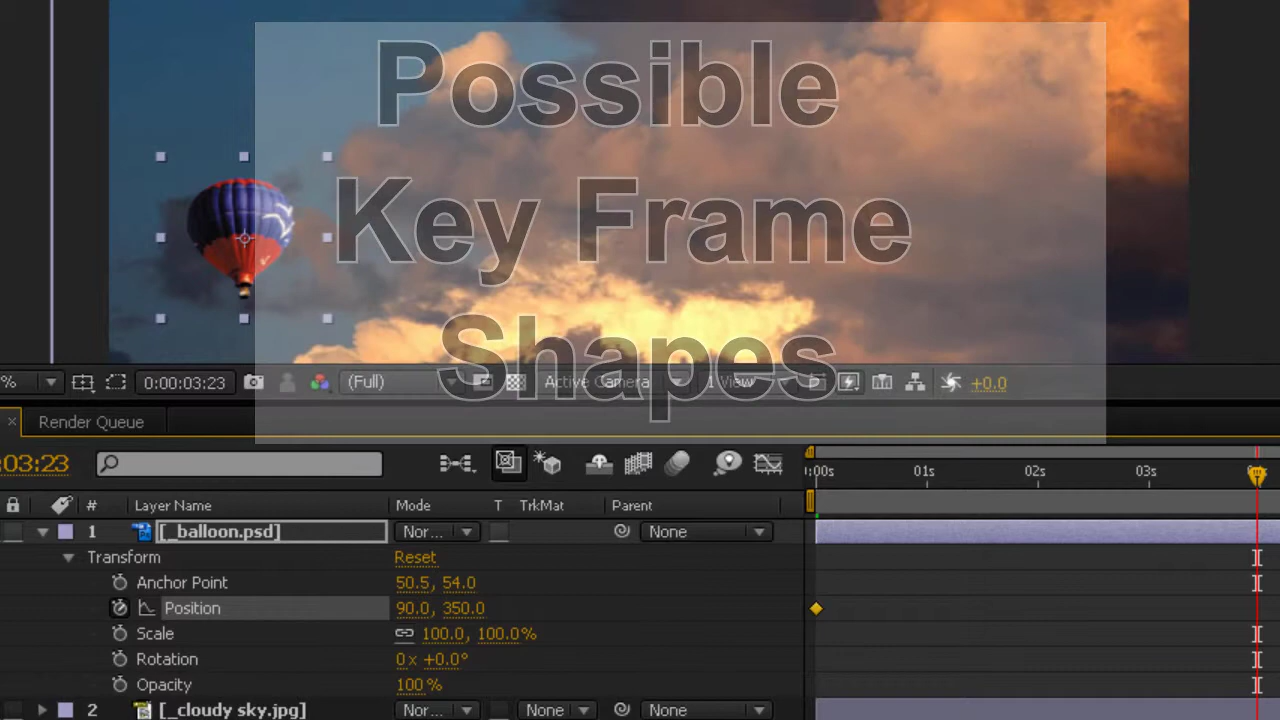 Possible
Key Frame
Shapes
% 0:00:03:23 (Full) Active Camera 1 View +0.0
× Render Queue
:03:23
:00s 01s 02s 03s
# Layer Name Mode T TrkMat Parent
1 [_balloon.psd] Nor... None
Transform Reset
Anchor Point 50.5, 54.0
Position 90.0, 350.0
Scale 100.0, 100.0%
Rotation 0x +0.0°
Opacity 100%
2 [_cloudy sky.jpg] Nor... None None